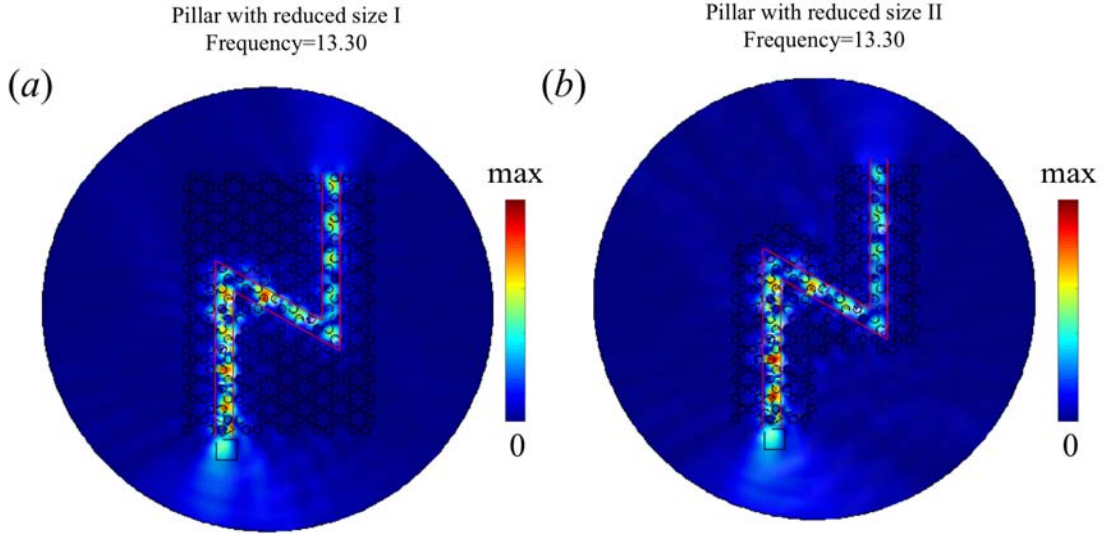 Pillar with reduced size I
Frequency=13.30
(a)
max
0
Pillar with reduced size II
Frequency=13.30
(b)
max
0